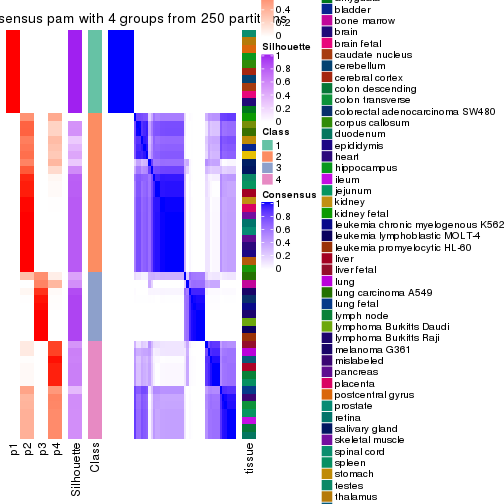 sensus pam with 4 groups from 250 partitions
0.4
0.2
0
Silhouette
1
0.8
0.6
0.4
0.2
0
Class
1
2
3
4
Consensus
1
0.8
0.6
0.4
0.2
0
p1
p2
p3
p4
Silhouette
Class
tissue
bladder
bone marrow
brain
brain fetal
caudate nucleus
cerebellum
cerebral cortex
colon descending
colon transverse
colorectal adenocarcinoma SW480
corpus callosum
duodenum
epididymis
heart
hippocampus
ileum
jejunum
kidney
kidney fetal
leukemia chronic myelogenous K562
leukemia lymphoblastic MOLT-4
leukemia promyelocytic HL-60
liver
liver fetal
lung
lung carcinoma A549
lung fetal
lymph node
lymphoma Burkitts Daudi
lymphoma Burkitts Raji
melanoma G361
mislabeled
pancreas
placenta
postcentral gyrus
prostate
retina
salivary gland
skeletal muscle
spinal cord
spleen
stomach
testes
thalamus